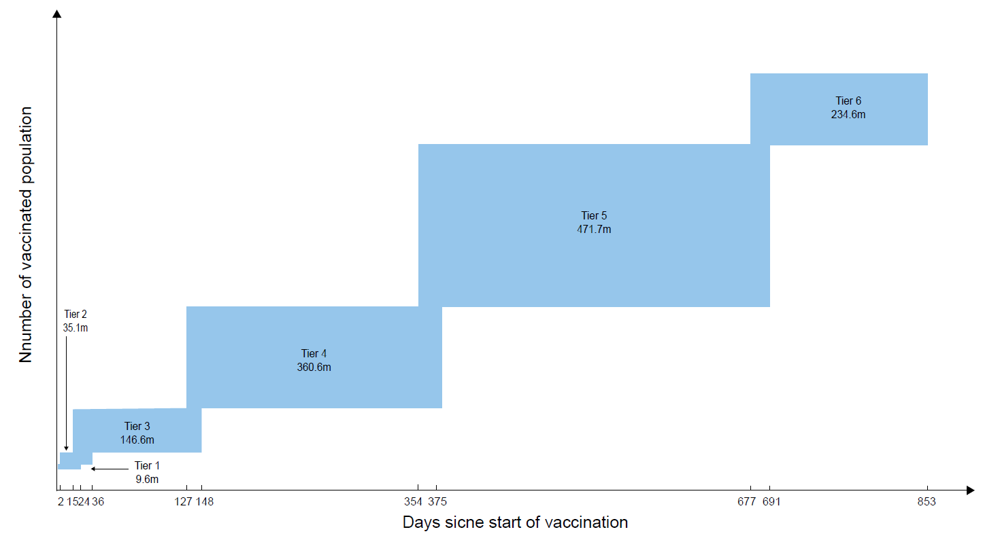 Nnumber of vaccinated population
Tier 6
234.6m
Tier 5
471.7m
Tier 2
35.1m
Tier 4
360.6m
Tier 3
146.6m
Tier 1
9.6m
2 15 24 36 127 148 354 375 677 691 853
Days sicne start of vaccination